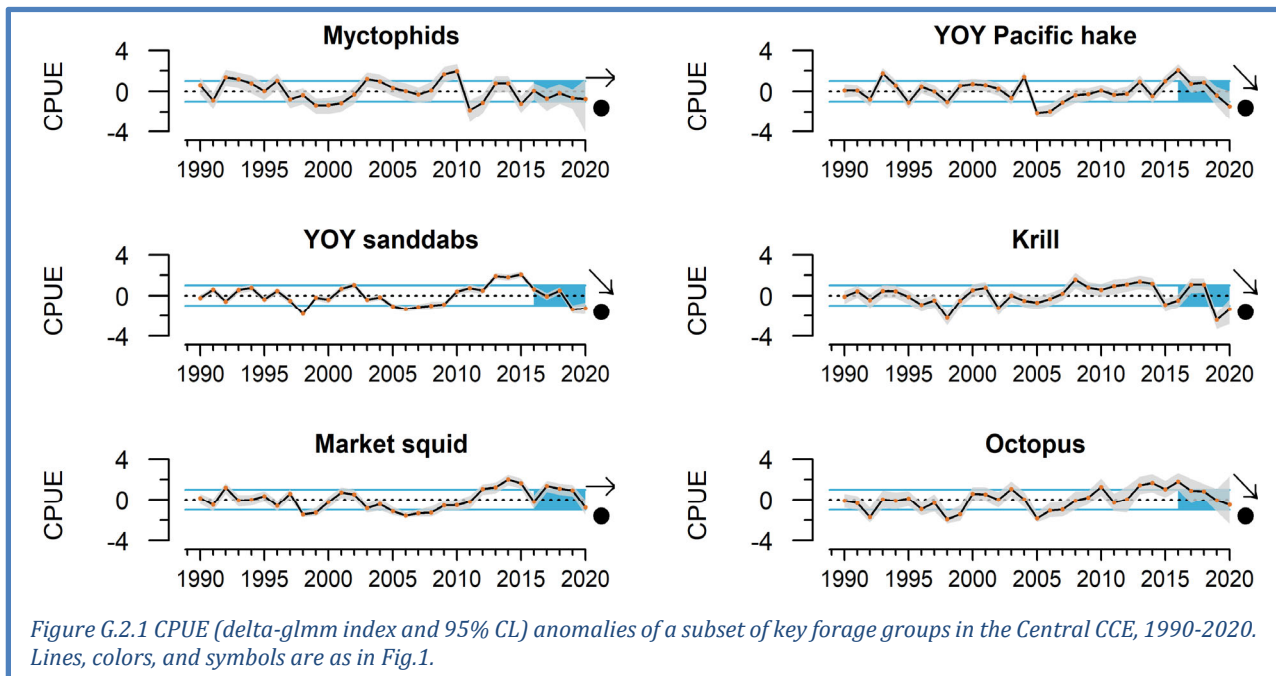 Myctophids
YOY Pacific hake
CPUE
4
0
-4
1990 1995 2000 2005 2010 2015 2020
CPUE
4
0
-4
1990 1995 2000 2005 2010 2015 2020
YOY sanddabs
Krill
CPUE
4
0
-4
1990 1995 2000 2005 2010 2015 2020
CPUE
4
0
-4
1990 1995 2000 2005 2010 2015 2020
Market squid
Octopus
CPUE
4
0
-4
1990 1995 2000 2005 2010 2015 2020
CPUE
4
0
-4
1990 1995 2000 2005 2010 2015 2020
Figure G.2.1 CPUE (delta-glmm index and 95% CL) anomalies of a subset of key forage groups in the Central CCE, 1990-2020.
Lines, colors, and symbols are as in Fig.1.